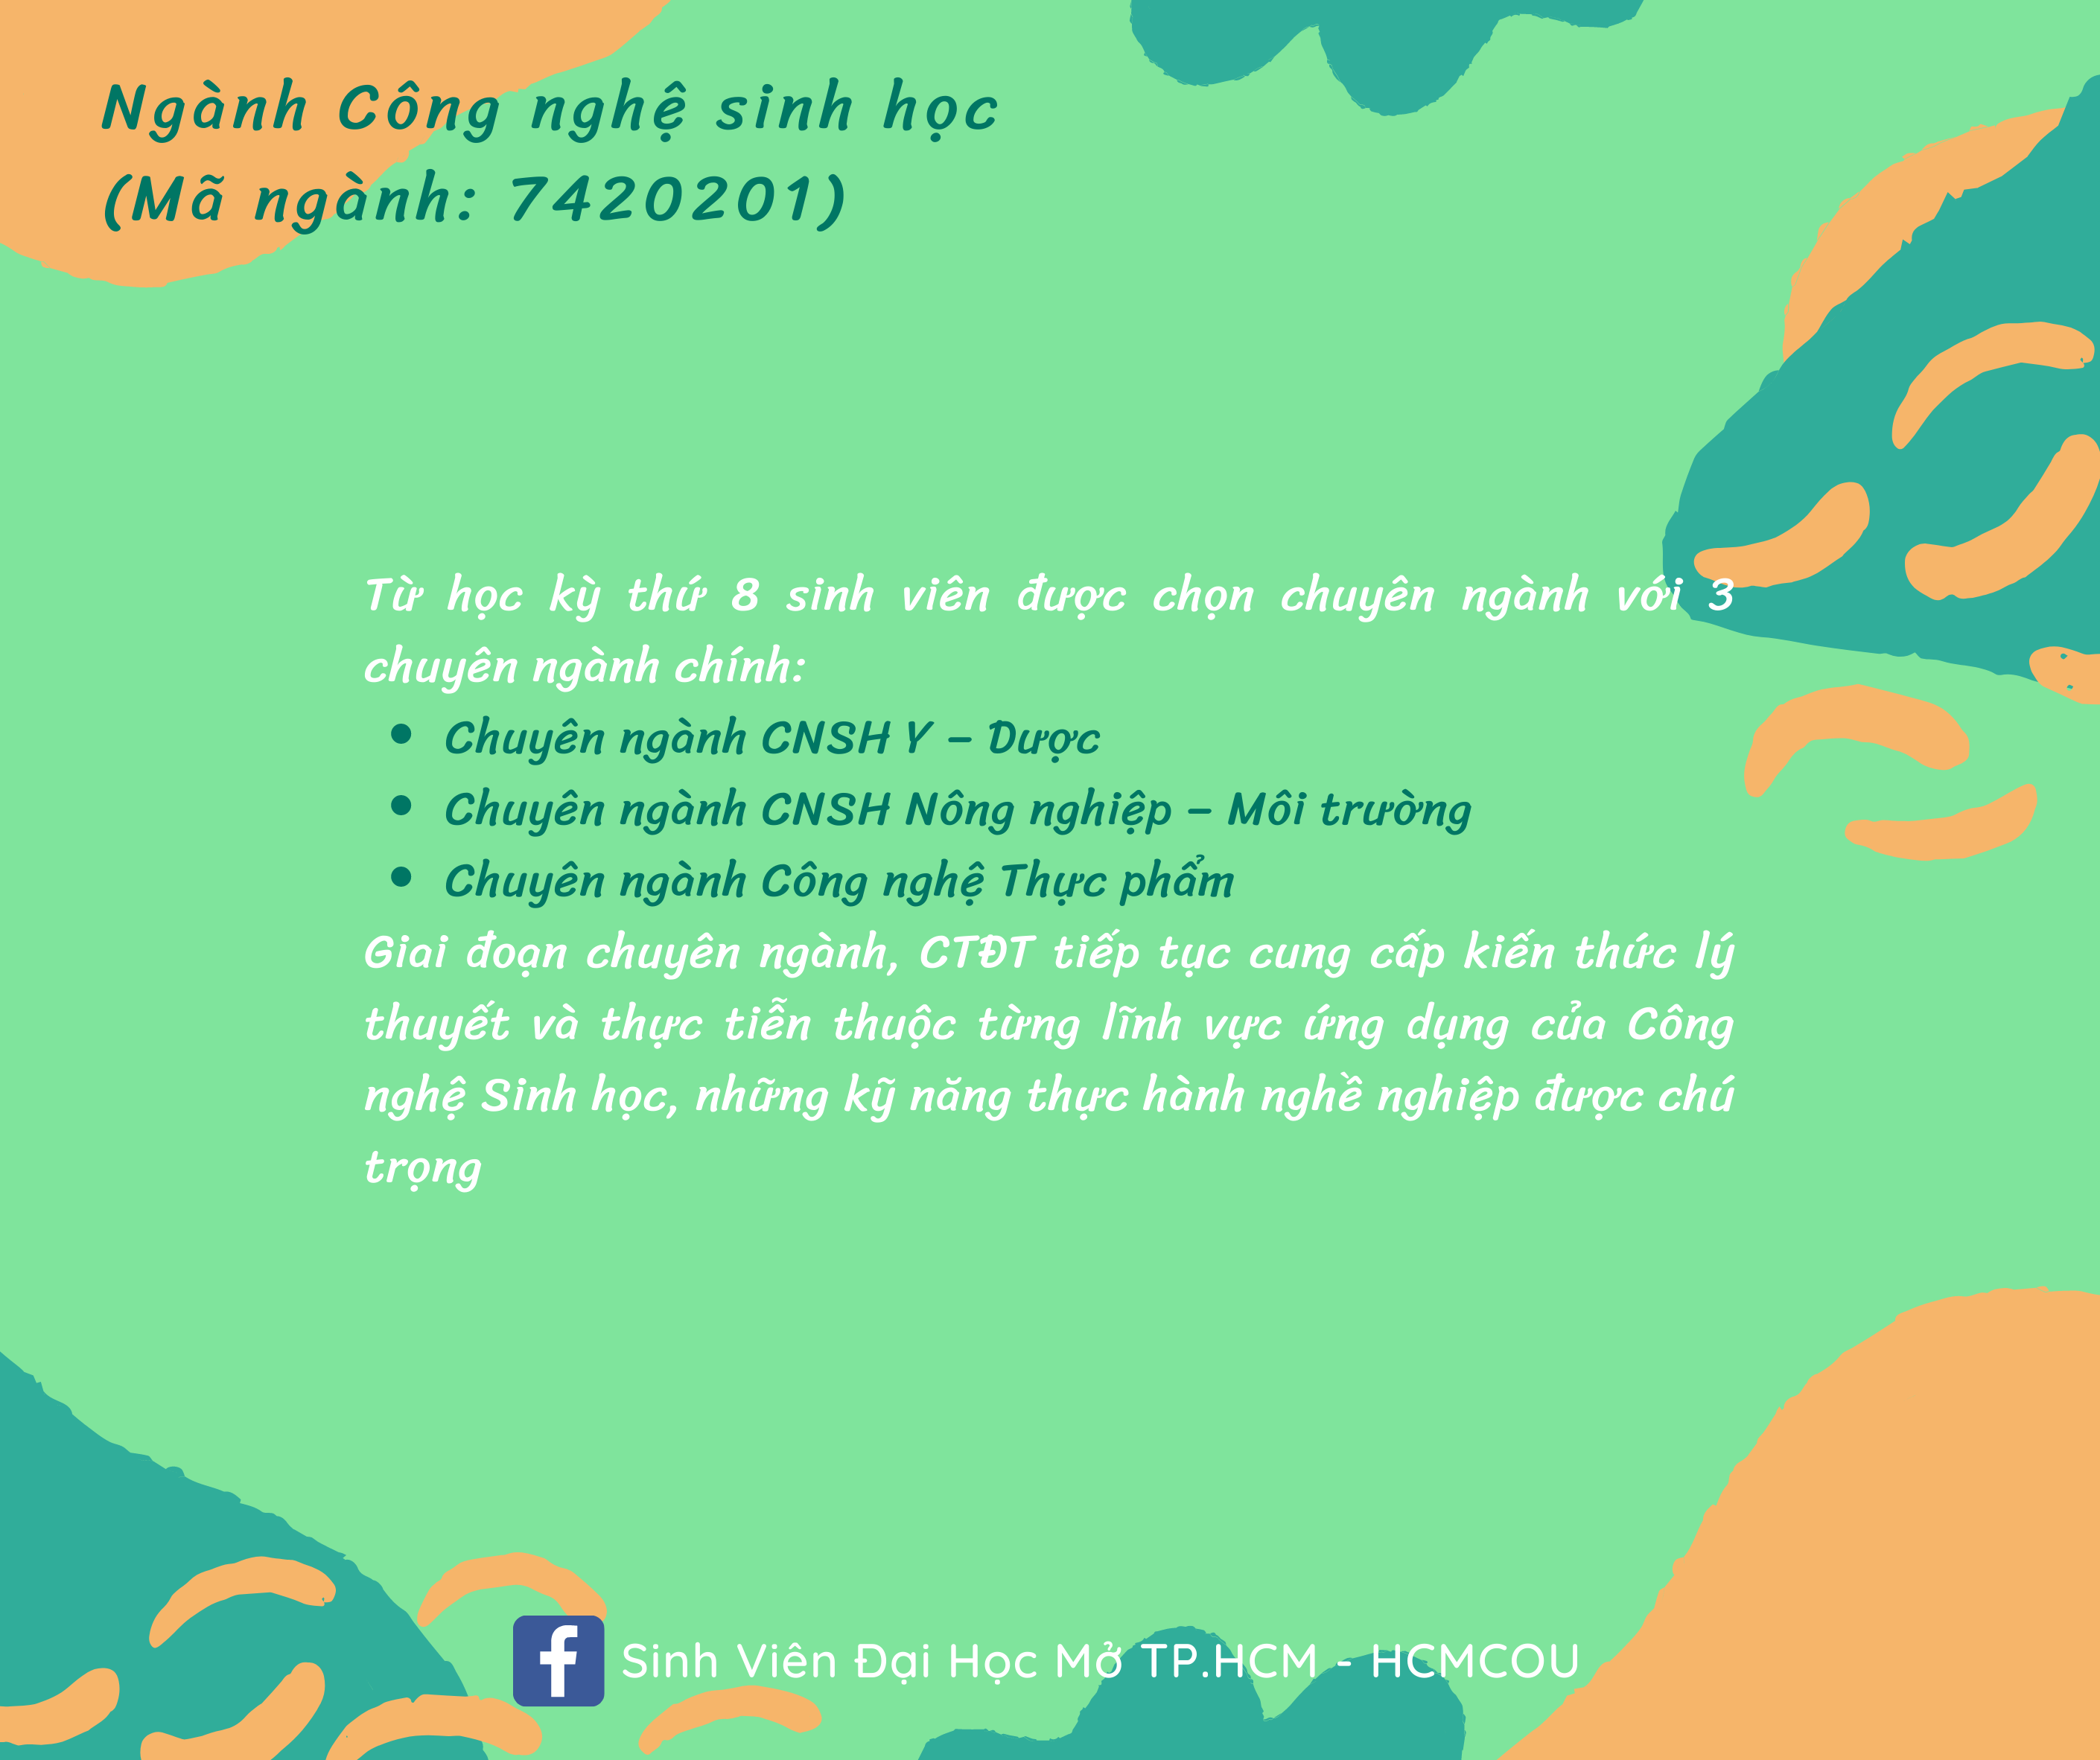 Ngành Công nghệ sinh học
(Mã ngành: 7420201)
Từ học kỳ thứ 8 sinh viên được chọn chuyên ngành với 3
chuyên ngành chính:
• Chuyên ngành CNSH Y – Dược
• Chuyên ngành CNSH Nông nghiệp – Môi trường
• Chuyên ngành Công nghệ Thực phẩm
Giai đoạn chuyên ngành, CTĐT tiếp tục cung cấp kiến thức lý
thuyết và thực tiễn thuộc từng lĩnh vực ứng dụng của Công
nghệ Sinh học, những kỹ năng thực hành nghề nghiệp được chú
trọng
Sinh Viên Đại Học Mở TP.HCM - HCMCOU